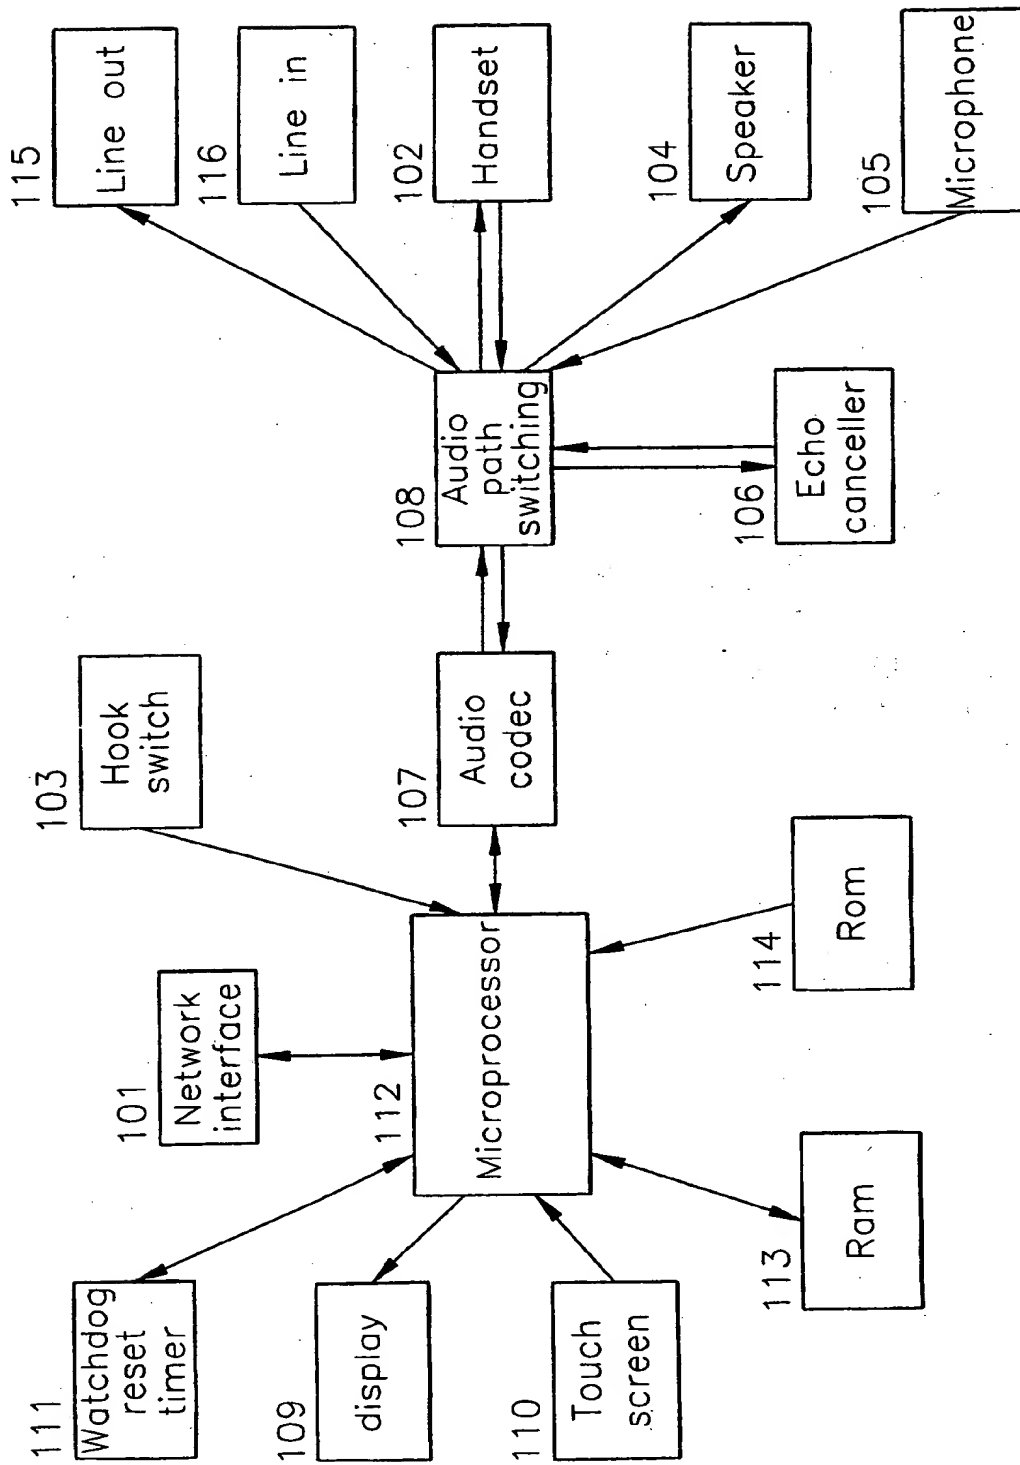 111
Watchdog
reset
timer
109
display
110
Touch
screen
101
Network
interface
112
Microprocessor
113
Ram
114
Rom
103
Hook
switch
107
Audio
codec
108
Audio
path
switching
106
Echo
canceller
115
Line out
116
Line in
102
Handset
104
Speaker
105
Microphone